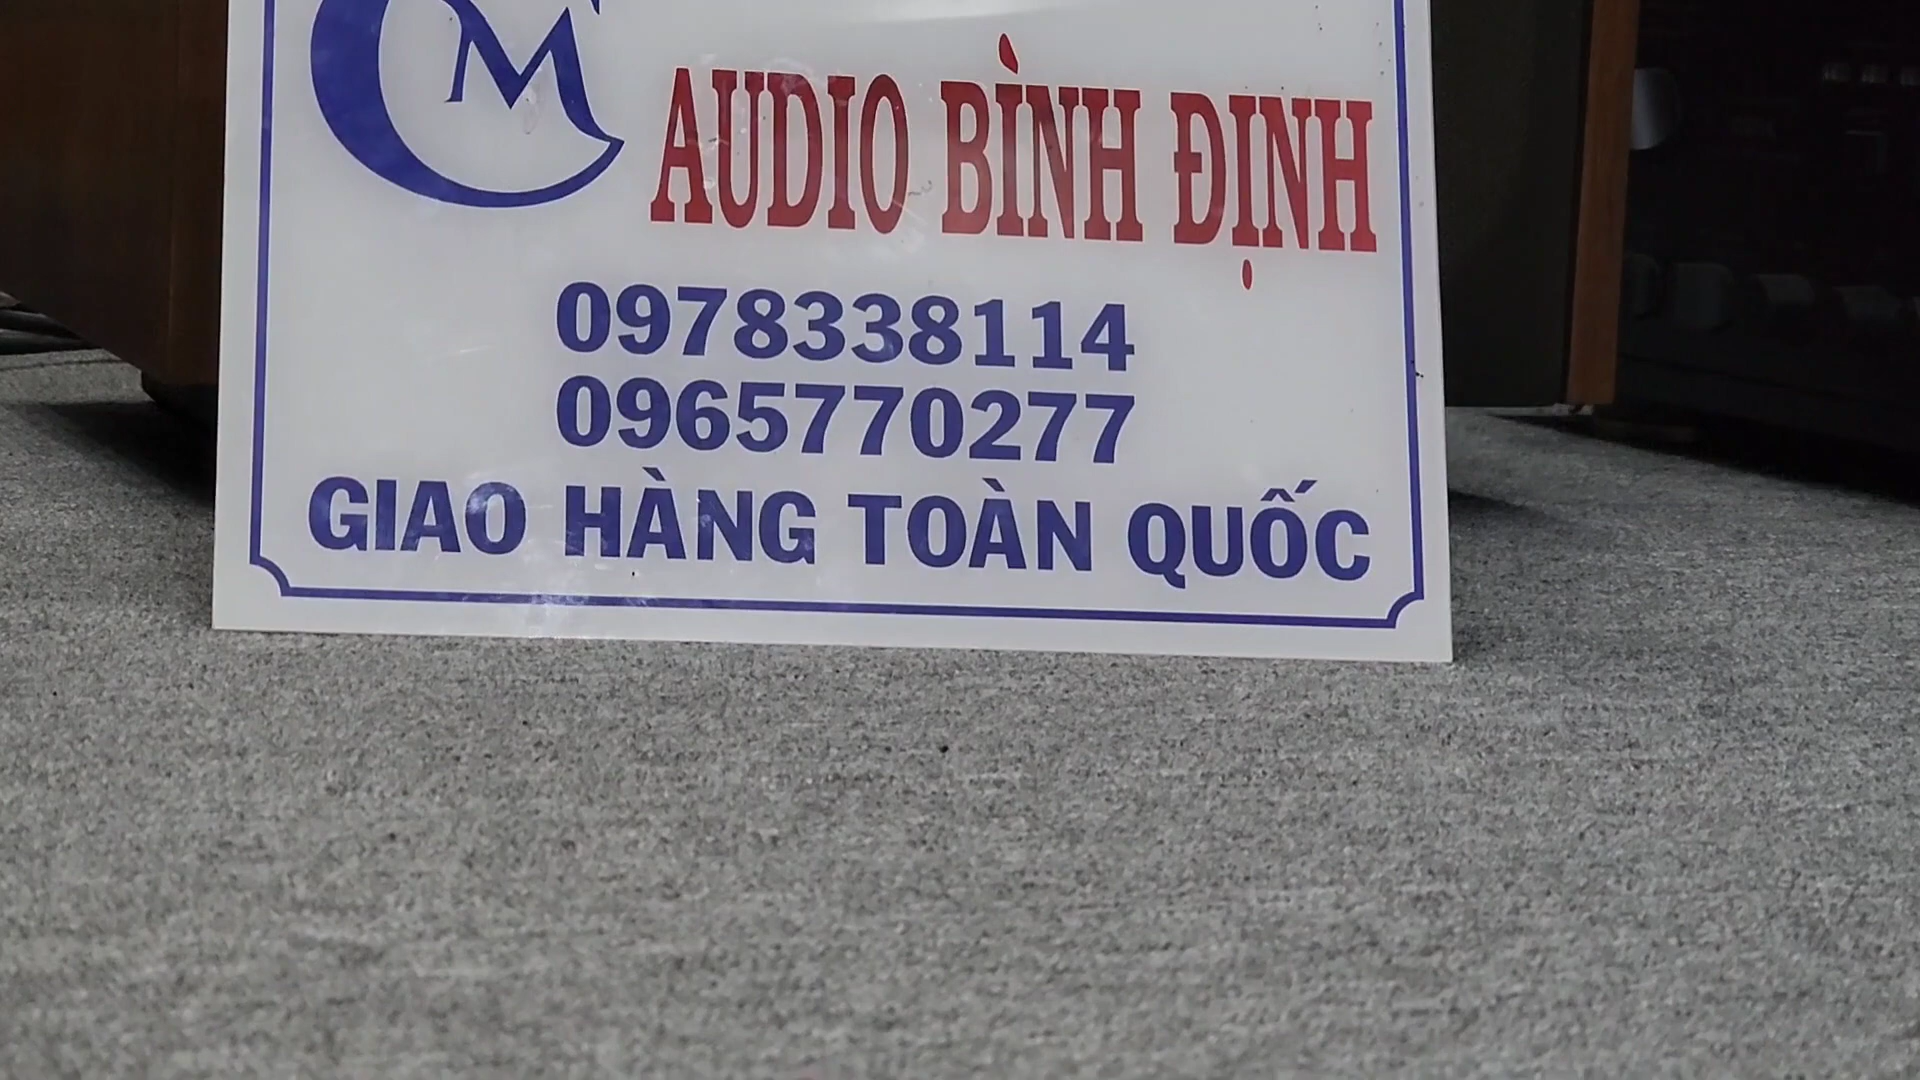 CM
AUDIO BÌNH ĐỊNH
0978338114
0965770277
GIAO HÀNG TOÀN QUỐC